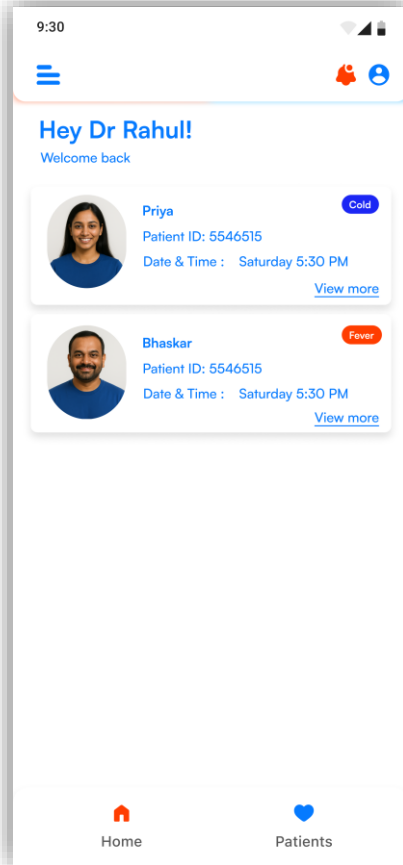 9:30
Hey Dr Rahul!
Welcome back
Priya
Cold
Patient ID: 5546515
Date & Time : Saturday 5:30 PM
View more
Bhaskar
Fever
Patient ID: 5546515
Date & Time : Saturday 5:30 PM
View more
Home
Patients